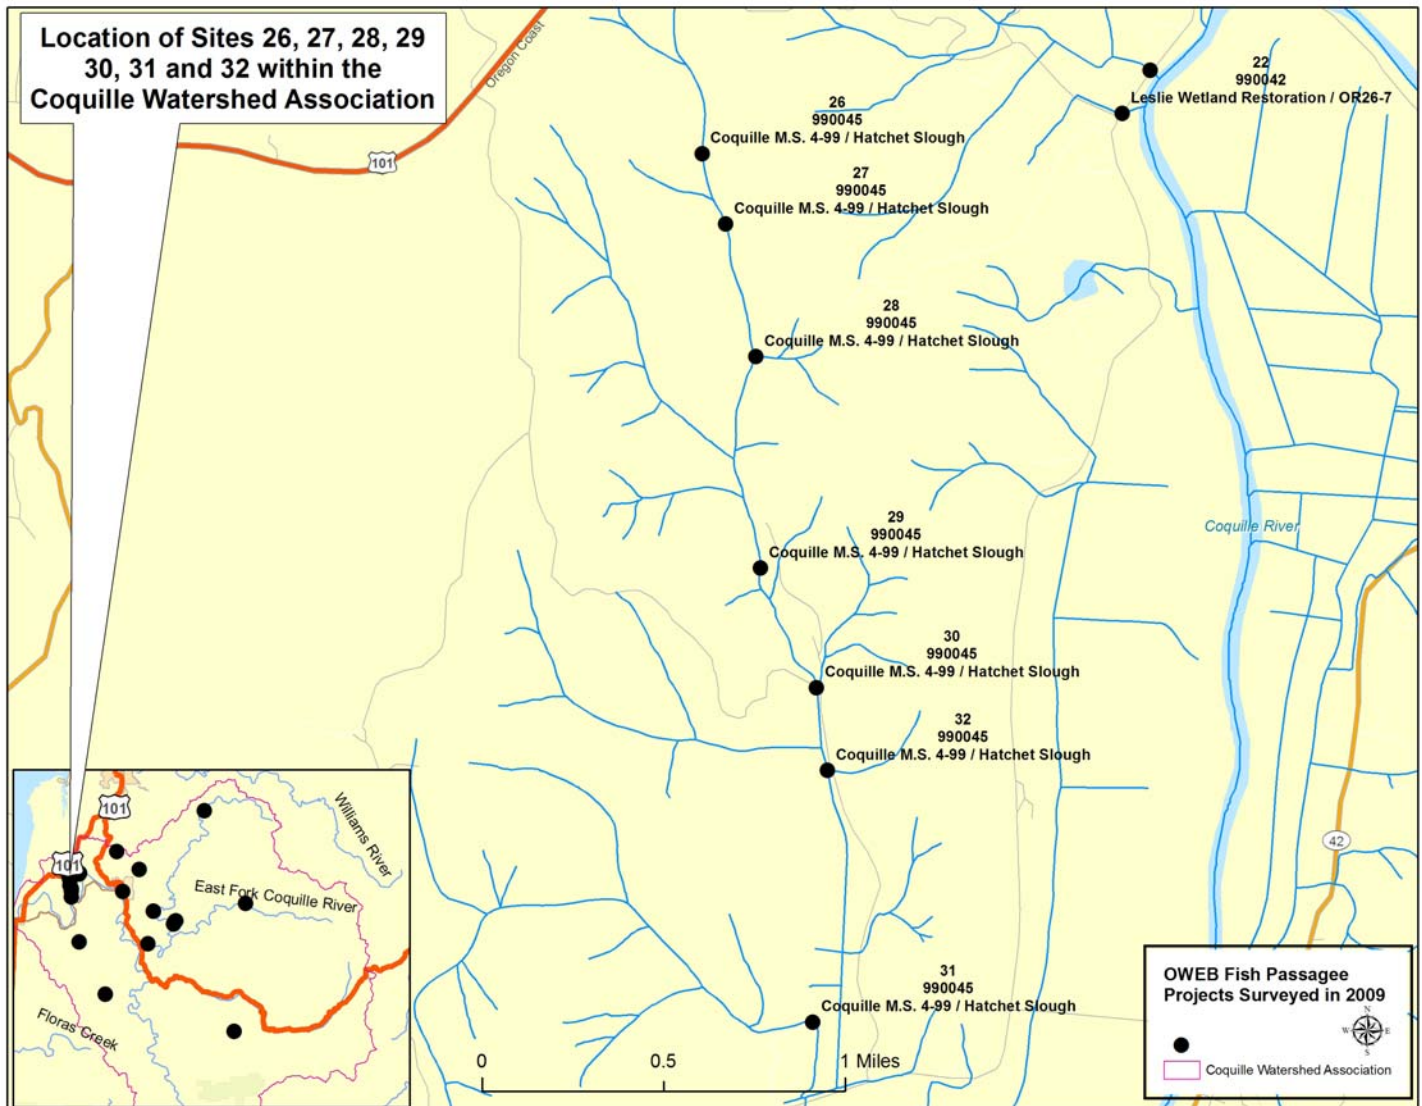 Location of Sites 26, 27, 28, 29
30, 31 and 32 within the
Coquille Watershed Association
Oregon Coast
101
22
990042
Leslie Wetland Restoration / OR26-7
26
990045
Coquille M.S. 4-99 / Hatchet Slough
27
990045
Coquille M.S. 4-99 / Hatchet Slough
28
990045
Coquille M.S. 4-99 / Hatchet Slough
29
990045
Coquille M.S. 4-99 / Hatchet Slough
Coquille River
30
990045
Coquille M.S. 4-99 / Hatchet Slough
32
990045
Coquille M.S. 4-99 / Hatchet Slough
42
31
990045
Coquille M.S. 4-99 / Hatchet Slough
101
101
Williams River
East Fork Coquille River
Floras Creek
0 0.5 1 Miles
OWEB Fish Passagee
Projects Surveyed in 2009
N
W E
S
Coquille Watershed Association